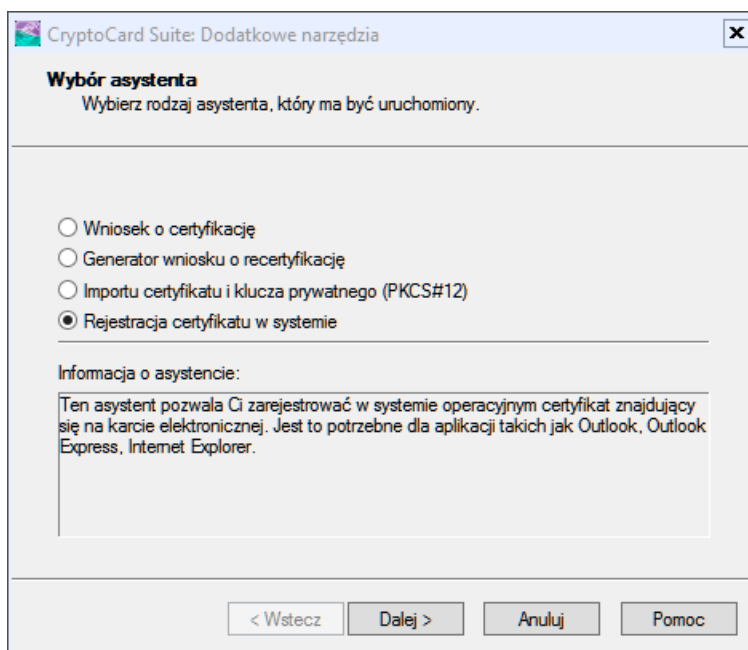 CryptoCard Suite: Dodatkowe narzędzia
Wybór asystenta
Wybierz rodzaj asystenta, który ma być uruchomiony.
Wniosek o certyfikację
Generator wniosku o recertyfikację
Importu certyfikatu i klucza prywatnego (PKCS#12)
Rejestracja certyfikatu w systemie
Informacja o asystencie:
Ten asystent pozwala Ci zarejestrować w systemie operacyjnym certyfikat znajdujący
się na karcie elektronicznej. Jest to potrzebne dla aplikacji takich jak Outlook, Outlook
Express, Internet Explorer.
< Wstecz Dalej > Anuluj Pomoc